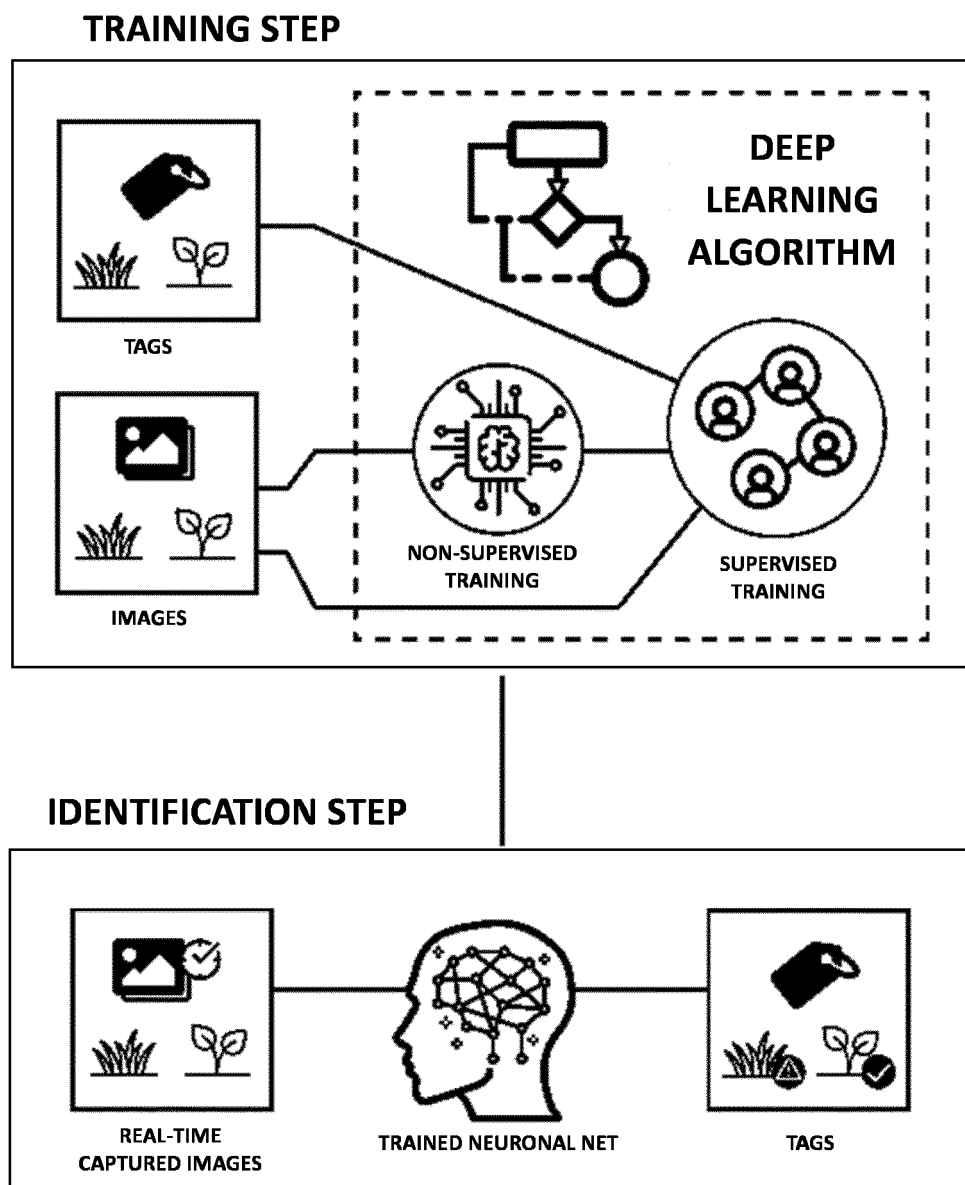 TRAINING STEP
DEEP
LEARNING
ALGORITHM
TAGS
IMAGES
NON-SUPERVISED
TRAINING
SUPERVISED
TRAINING
IDENTIFICATION STEP
REAL-TIME
CAPTURED IMAGES
TRAINED NEURONAL NET
TAGS